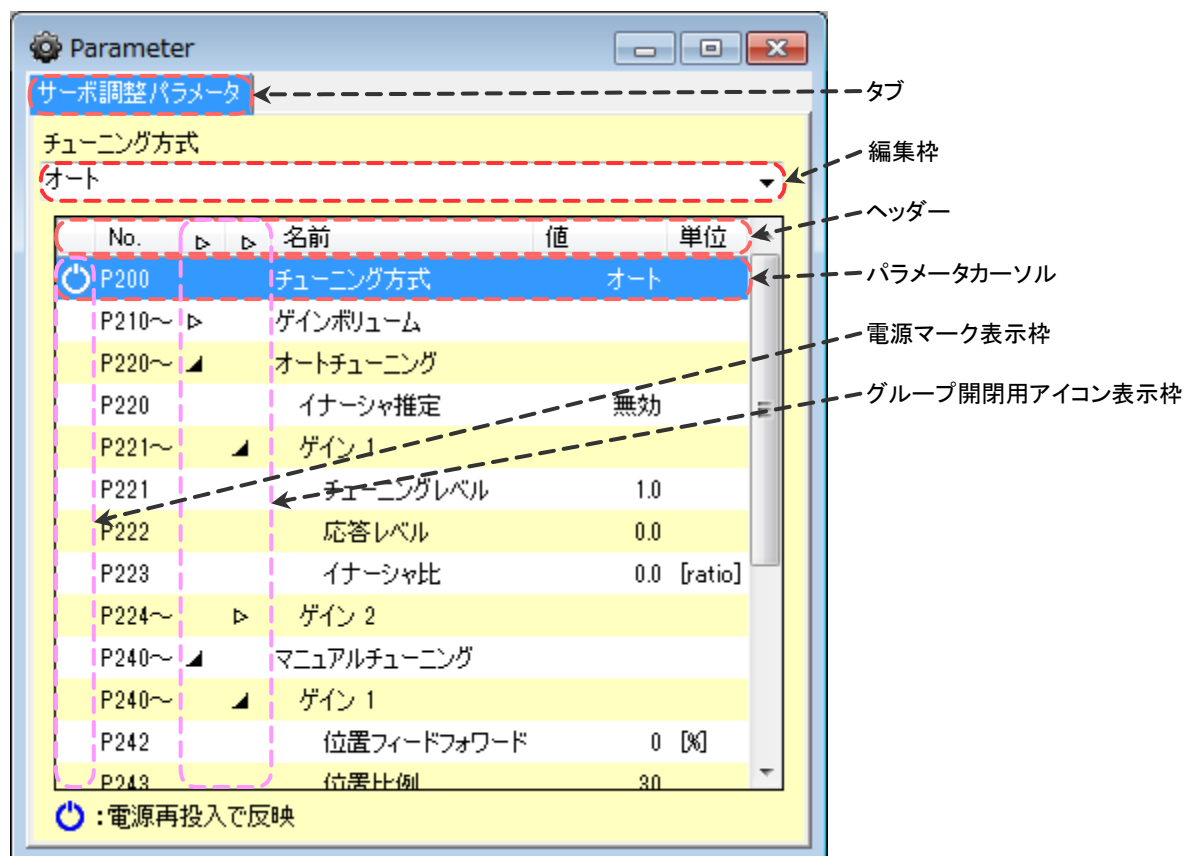 Parameter
サーボ調整パラメータ
タブ
チューニング方式
編集枠
オート
ヘッダー
No. 名前 値 単位
P200 チューニング方式 オート
パラメータカーソル
P210～ ゲインボリューム
電源マーク表示枠
P220～ オートチューニング
グループ開閉用アイコン表示枠
P220 イナーシャ推定 無効
P221～ ゲイン 1
P221 チューニングレベル 1.0
P222 応答レベル 0.0
P223 イナーシャ比 0.0 [ratio]
P224～ ゲイン 2
P240～ マニュアルチューニング
P240～ ゲイン 1
P242 位置フィードフォワード 0 [%]
P243 位置比例 30
:電源再投入で反映